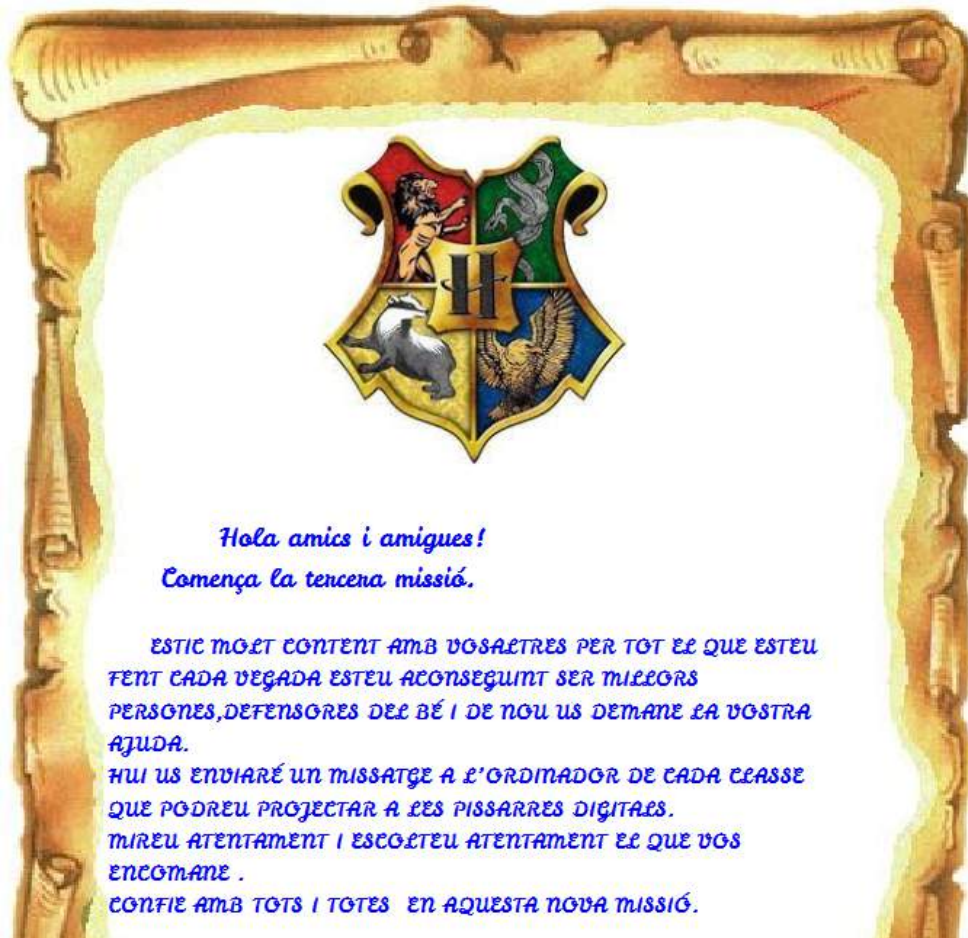 H
Hola amics i amigues!
Comença la tercera missió.
ESTIC MOLT CONTENT AMB VOSALTRES PER TOT EL QUE ESTEU
FENT CADA VEGADA ESTEU ACONSEGUINT SER MILLORS
PERSONES,DEFENSORES DEL BÉ I DE NOU US DEMANE LA VOSTRA
AJUDA.
HUI US ENVIARÉ UN MISSATGE A L'ORDINADOR DE CADA CLASSE
QUE PODREU PROJECTAR A LES PISSARRES DIGITALS.
MIREU ATENTAMENT I ESCOLTEU ATENTAMENT EL QUE VOS
ENCOMANE .
CONFIE AMB TOTS I TOTES EN AQUESTA NOVA MISSIÓ.